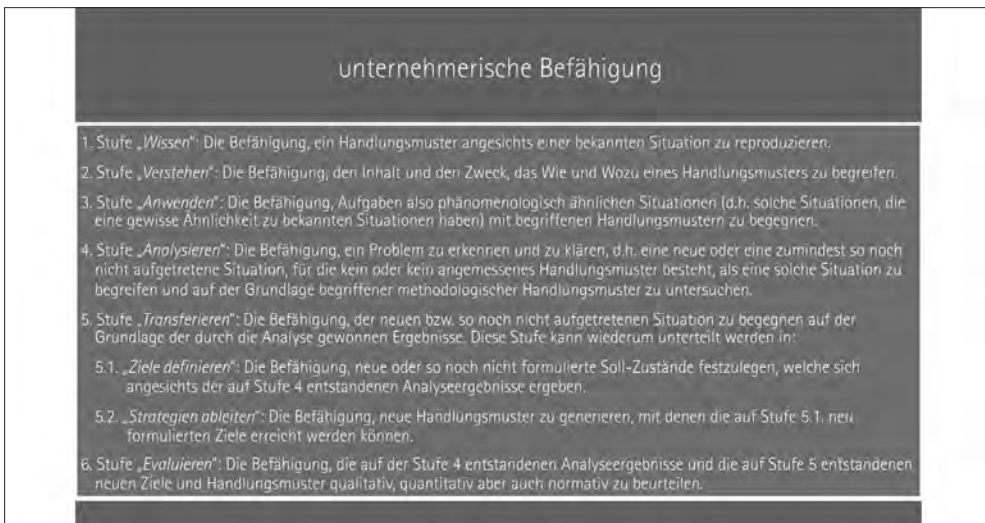 unternehmerische Befähigung
1. Stufe „Wissen“: Die Befähigung, ein Handlungsmuster angesichts einer bekannten Situation zu reproduzieren.
2. Stufe „Verstehen“: Die Befähigung, den Inhalt und den Zweck, das Wie und Wozu eines Handlungsmusters zu begreifen.
3. Stufe „Anwenden“: Die Befähigung, Aufgaben also phänomenologisch ähnlichen Situationen (d.h. solche Situationen, die
eine gewisse Ähnlichkeit zu bekannten Situationen haben) mit begriffenen Handlungsmustern zu begegnen.
4. Stufe „Analysieren“: Die Befähigung, ein Problem zu erkennen und zu klären, d.h. eine neue oder eine zumindest so noch
nicht aufgetretene Situation, für die kein oder kein angemessenes Handlungsmuster besteht, als eine solche Situation zu
begreifen und auf der Grundlage begriffener methodologischer Handlungsmuster zu untersuchen.
5. Stufe „Transferieren“: Die Befähigung, der neuen bzw. so noch nicht aufgetretenen Situation zu begegnen auf der
Grundlage der durch die Analyse gewonnen Ergebnisse. Diese Stufe kann wiederum unterteilt werden in:
5.1. „Ziele definieren“: Die Befähigung, neue oder so noch nicht formulierte Soll-Zustände festzulegen, welche sich
angesichts der auf Stufe 4 entstandenen Analyseergebnisse ergeben.
5.2. „Strategien ableiten“: Die Befähigung, neue Handlungsmuster zu generieren, mit denen die auf Stufe 5.1. neu
formulierten Ziele erreicht werden können.
6. Stufe „Evaluieren“: Die Befähigung, die auf der Stufe 4 entstandenen Analyseergebnisse und die auf Stufe 5 entstandenen
neuen Ziele und Handlungsmuster qualitativ, quantitativ aber auch normativ zu beurteilen.